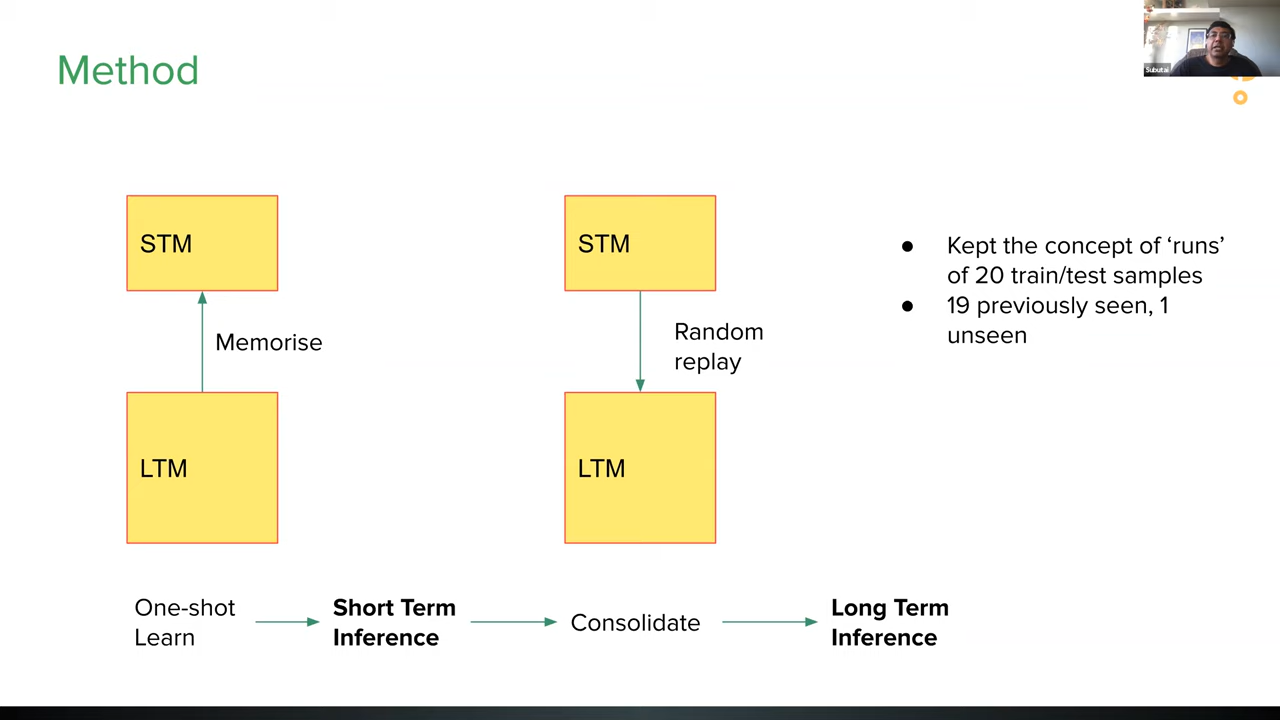 Method
Subutai
STM
Memorise
LTM
STM
Random
replay
LTM
● Kept the concept of ‘runs’
of 20 train/test samples
● 19 previously seen, 1
unseen
One-shot
Learn
Short Term
Inference
Consolidate
Long Term
Inference